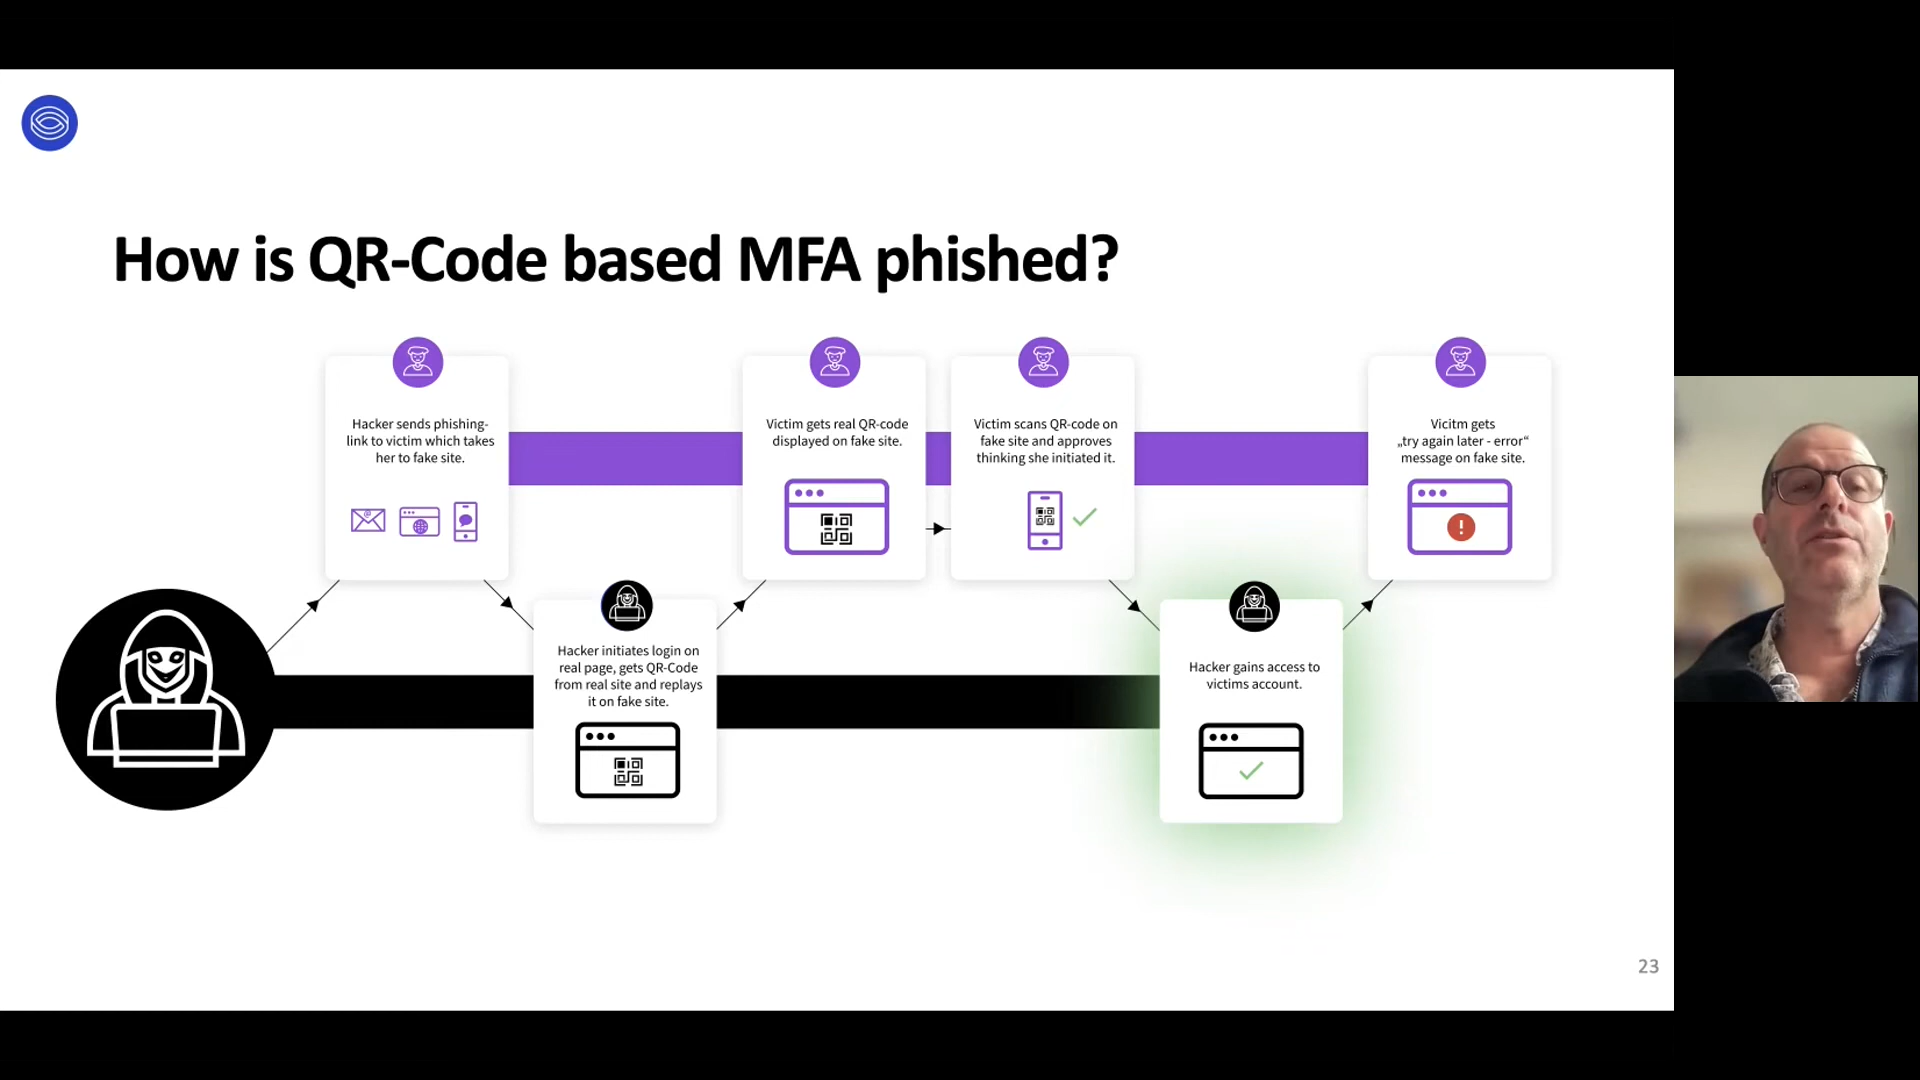 How is QR-Code based MFA phished?
Hacker sends phishing-
link to victim which takes
her to fake site.
Hacker initiates login on
real page, gets QR-Code
from real site and replays
it on fake site.
Victim gets real QR-code
displayed on fake site.
Victim scans QR-code on
fake site and approves
thinking she initiated it.
Hacker gains access to
victims account.
Vicitm gets
„try again later - error“
message on fake site.
23